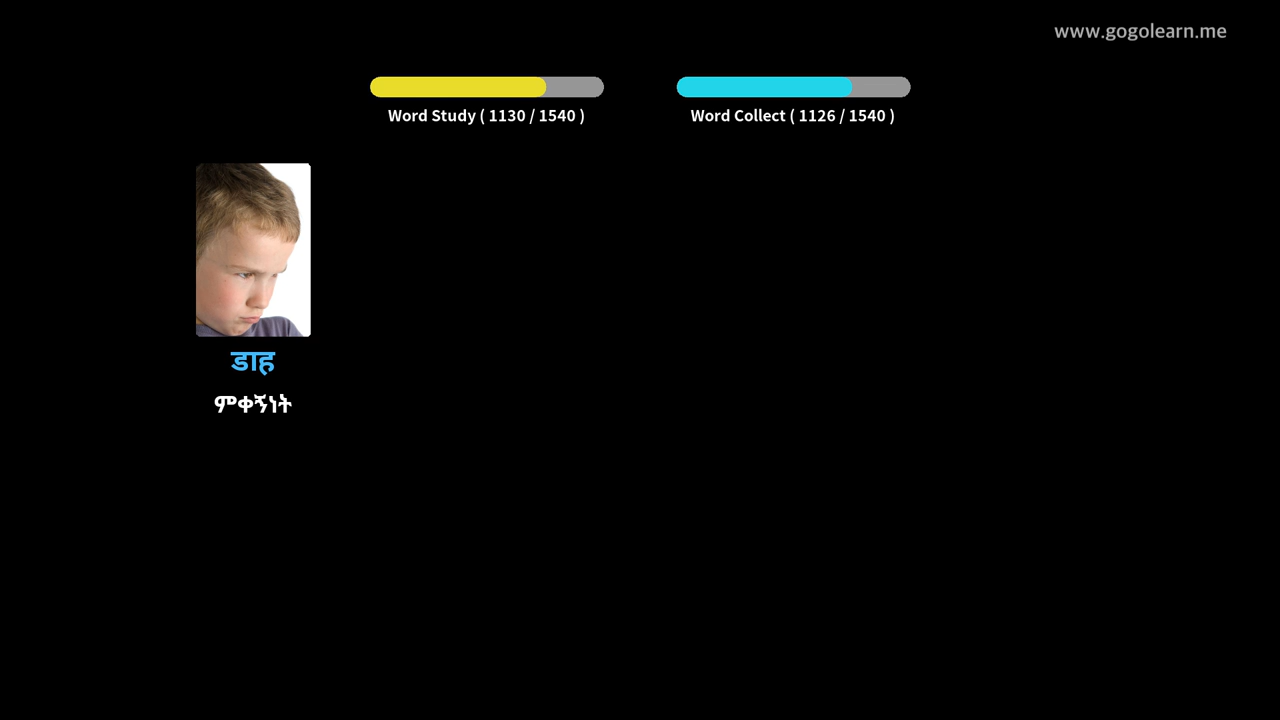 www.gogolearn.me
Word Study ( 1130 / 1540 )
Word Collect ( 1126 / 1540 )
डाह
ምቀኝነት